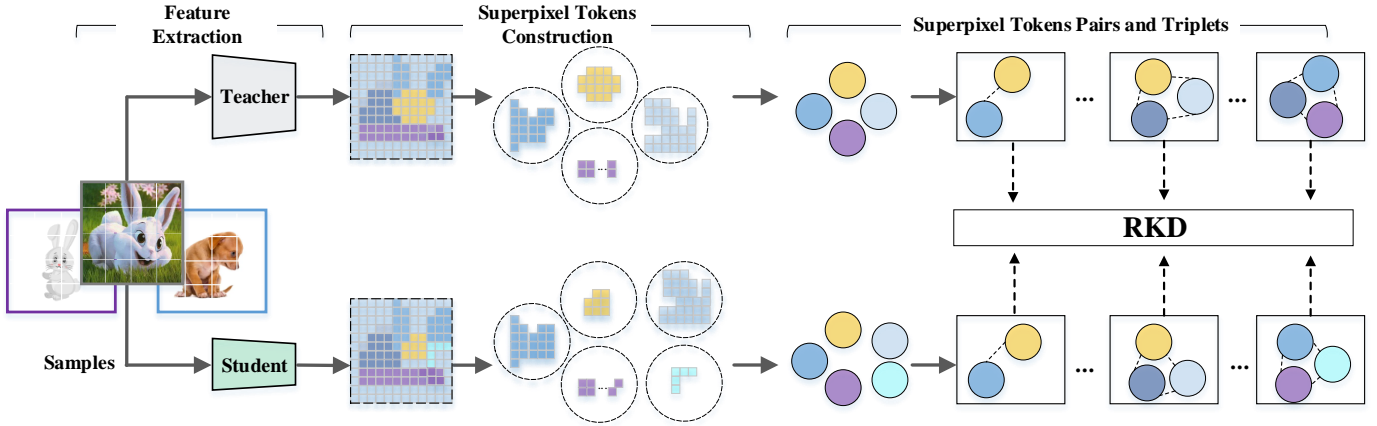 Feature
Extraction
Superpixel Tokens
Construction
Superpixel Tokens Pairs and Triplets
Teacher
...
...
...
RKD
Samples
Student
...
...
...